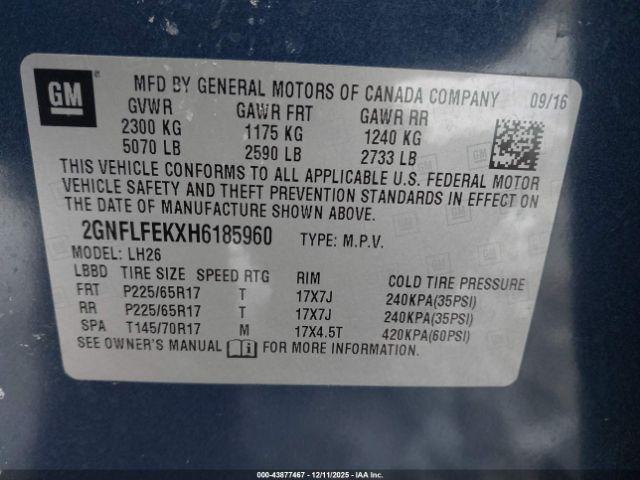 GM
MFD BY GENERAL MOTORS OF CANADA COMPANY 09/16
GVWR GAWR FRT GAWR RR
2300 KG 1175 KG 1240 KG
5070 LB 2590 LB 2733 LB
THIS VEHICLE CONFORMS TO ALL APPLICABLE U.S. FEDERAL MOTOR
VEHICLE SAFETY AND THEFT PREVENTION STANDARDS IN EFFECT ON
THE DATE OF MANUFACTURE SHOWN ABOVE.
2GNFLFEKXH6185960 TYPE: M.P.V.
MODEL: LH26
LBBD TIRE SIZE SPEED RTG RIM COLD TIRE PRESSURE
FRT P225/65R17 T 17X7J 240KPA(35PSI)
RR P225/65R17 T 17X7J 240KPA(35PSI)
SPA T145/70R17 M 17X4.5T 420KPA(60PSI)
SEE OWNER'S MANUAL FOR MORE INFORMATION.
000-43877467 - 12/11/2025 - IAA Inc.